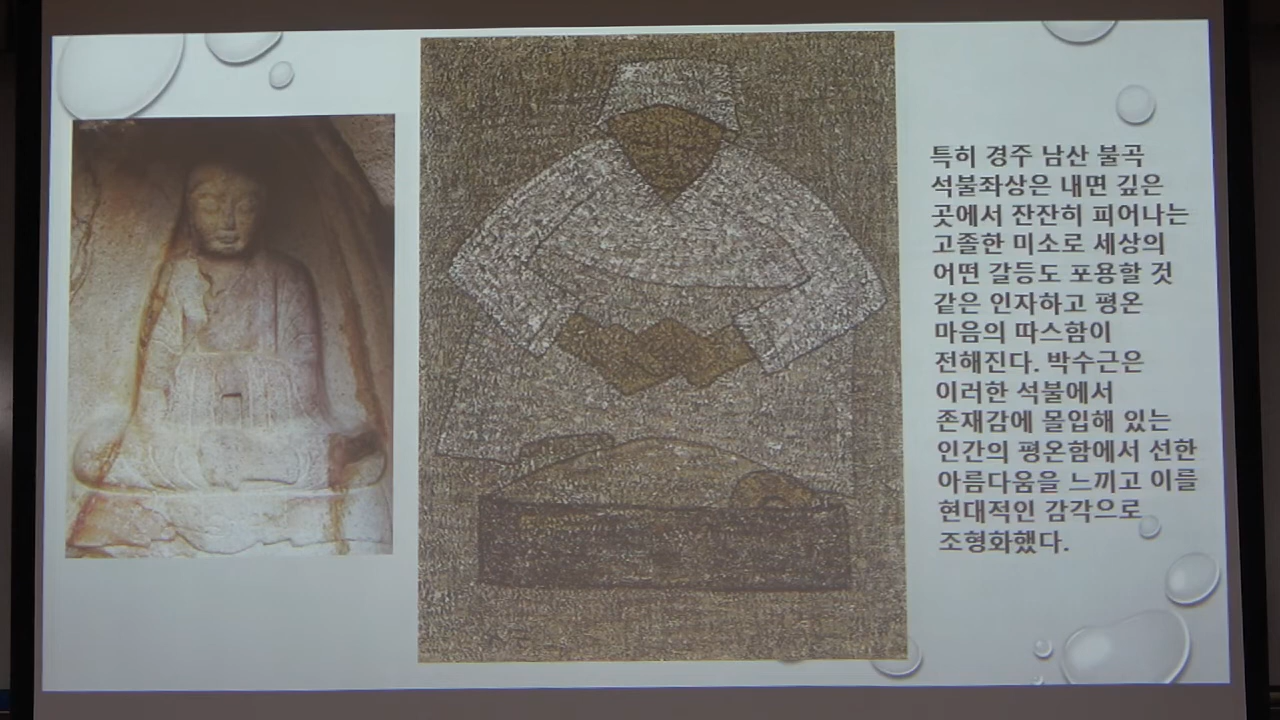 특히 경주 남산 불곡
석불좌상은 내면 깊은
곳에서 잔잔히 피어나는
고졸한 미소로 세상의
어떤 갈등도 포용할 것
같은 인자하고 평온
마음의 따스함이
전해진다. 박수근은
이러한 석불에서
존재감에 몰입해 있는
인간의 평온함에서 선한
아름다움을 느끼고 이를
현대적인 감각으로
조형화했다.